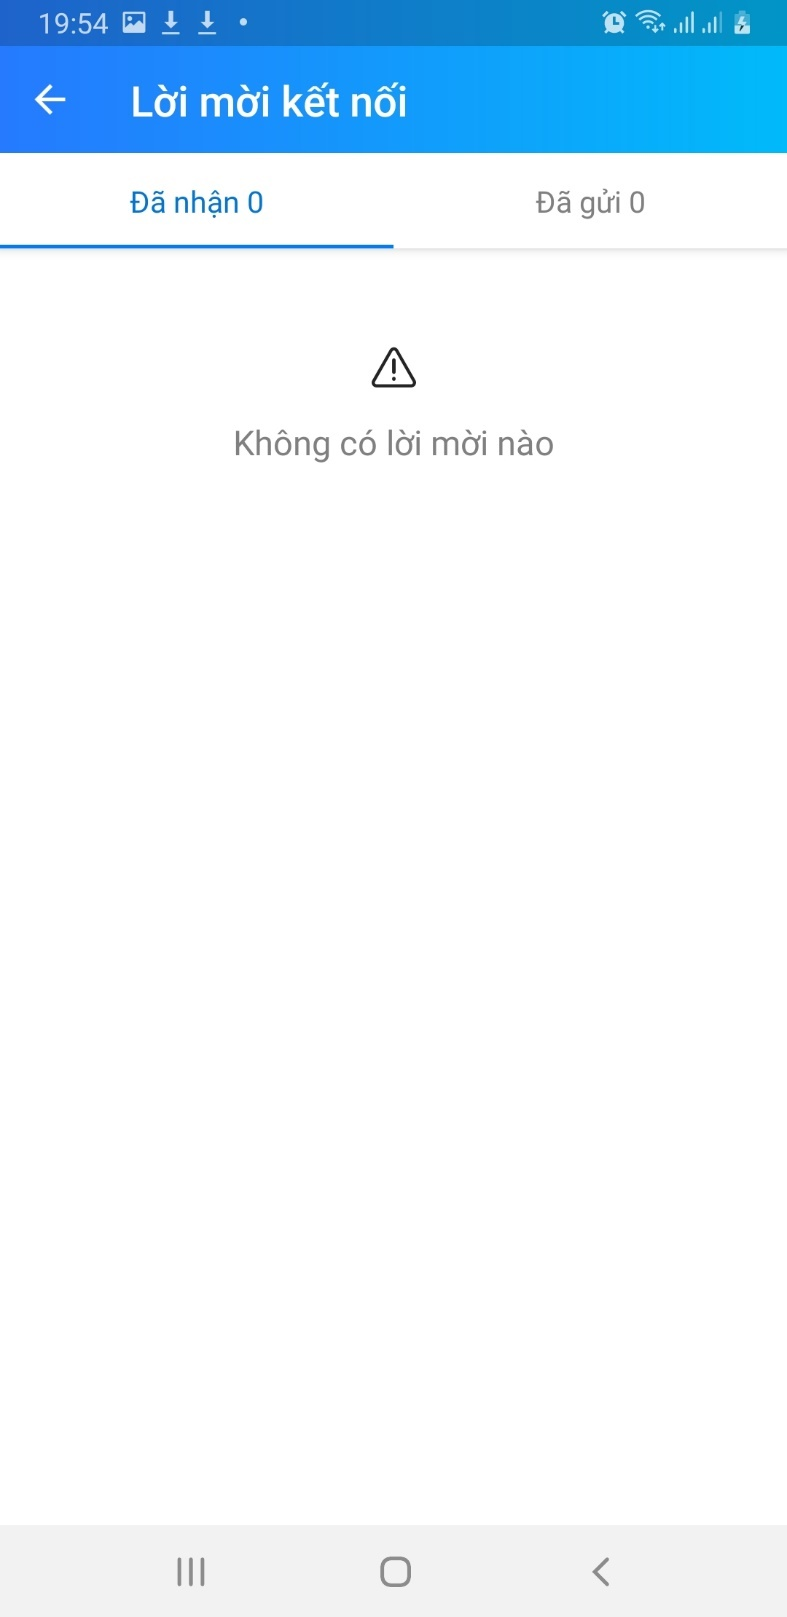 19:54
Lời mời kết nối
Đã nhận 0
Đã gửi 0
Không có lời mời nào